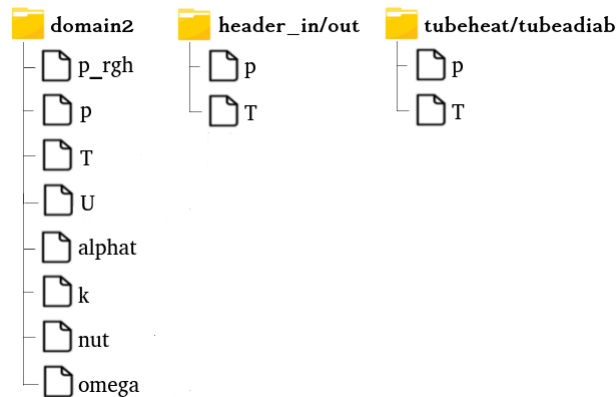 domain2
p_rgh
p
T
U
alphat
k
nut
omega
header_in/out
p
T
tubeheat/tubeadiab
p
T